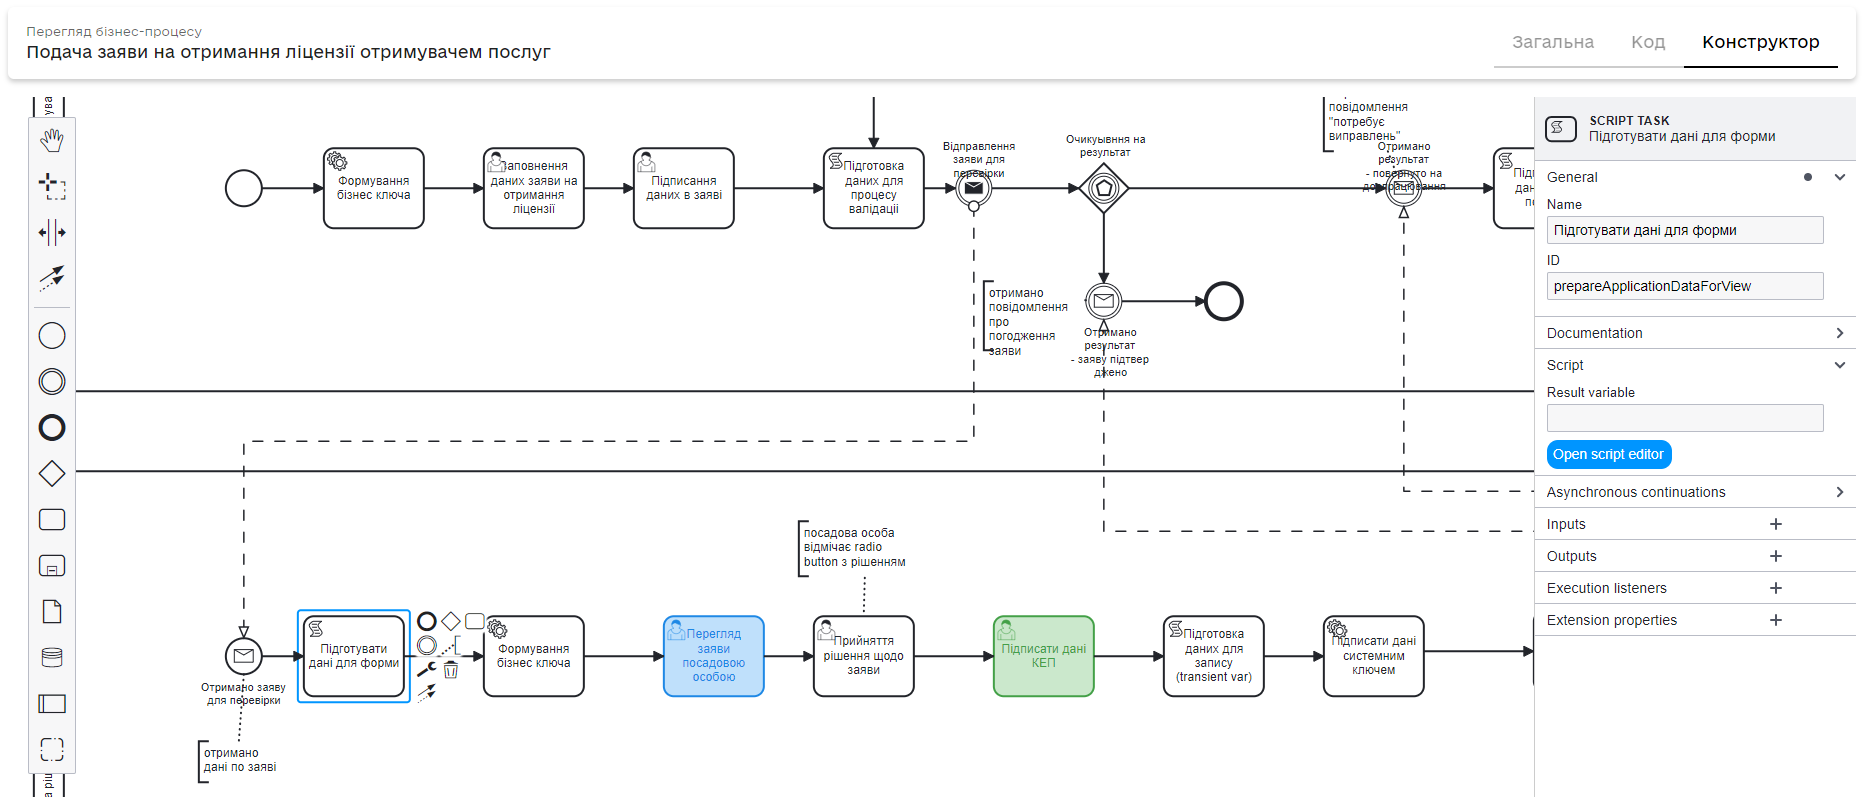 Перегляд бізнес-процесу
Подача заяви на отримання ліцензії отримувачем послуг
Загальна
Код
Конструктор
ува
Формування
бізнес ключа
Заповнення
даних заяви на
отримання
ліцензії
Підписання
даних в заяві
Підготовка
даних для
процесу
валідації
Відправлення
заяви для
перевірки
Очикуывння на
результат
повідомлення
"потребує
виправлень"
Отримано
результат
- повернуто на
доопрацювання
отримано
повідомлення
про
погодження
заяви
Отримано
результат
- заяву підтвер
джено
посадова особа
відмічає radio
button з рішенням
Отримано заяву
для перевірки
Підготувати
дані для форми
Формування
бізнес ключа
Перегляд
заяви
посадовою
особою
Прийняття
рішення щодо
заяви
Підписати дані
КЕП
Підготовка
даних для
запису
(transient var)
Підписати дані
системним
ключем
отримано
дані по заяві
а ріш
SCRIPT TASK
Підготувати дані для форми
General
Name
Підготувати дані для форми
ID
prepareApplicationDataForView
Documentation
Script
Result variable
Open script editor
Asynchronous continuations
Inputs
Outputs
Execution listeners
Extension properties